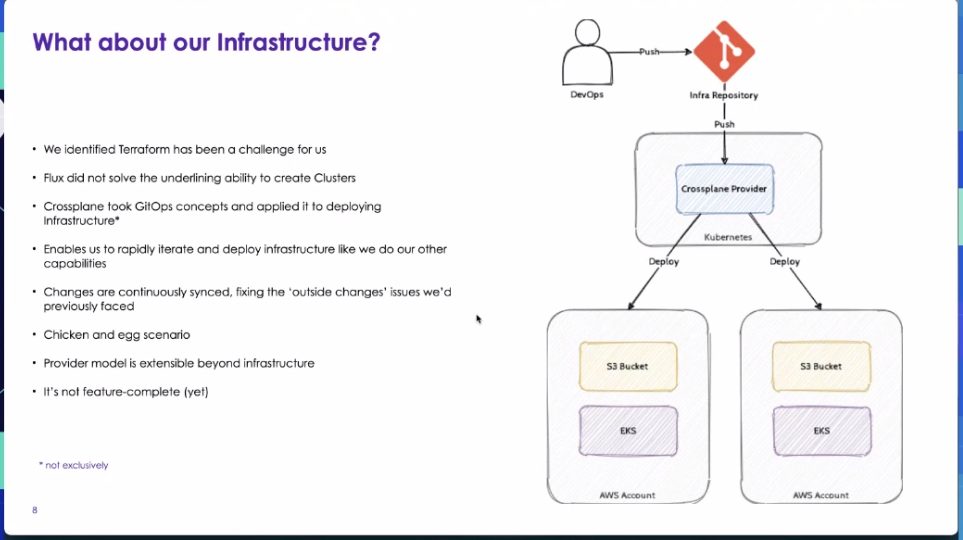 What about our Infrastructure?
• We identified Terraform has been a challenge for us
• Flux did not solve the underlining ability to create Clusters
• Crossplane took GitOps concepts and applied it to deploying
Infrastructure*
• Enables us to rapidly iterate and deploy infrastructure like we do our other
capabilities
• Changes are continuously synced, fixing the ‘outside changes’ issues we’d
previously faced
• Chicken and egg scenario
• Provider model is extensible beyond infrastructure
• It’s not feature-complete (yet)
* not exclusively
8
Push
DevOps
Infra Repository
Push
Crossplane Provider
Kubernetes
Deploy
Deploy
S3 Bucket
EKS
AWS Account
S3 Bucket
EKS
AWS Account